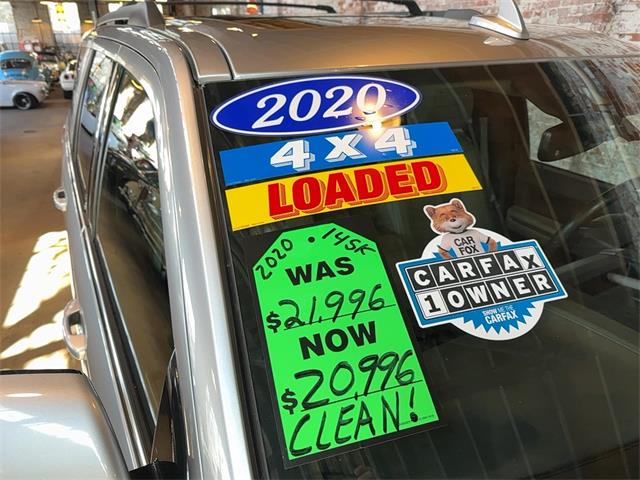 2020
4x4
LOADED
2020 • 145K
WAS
$21,996
NOW
$20,996
CLEAN!
CAR
FOX
CARFAX
1 OWNER
SHOW ME THE
CARFAX